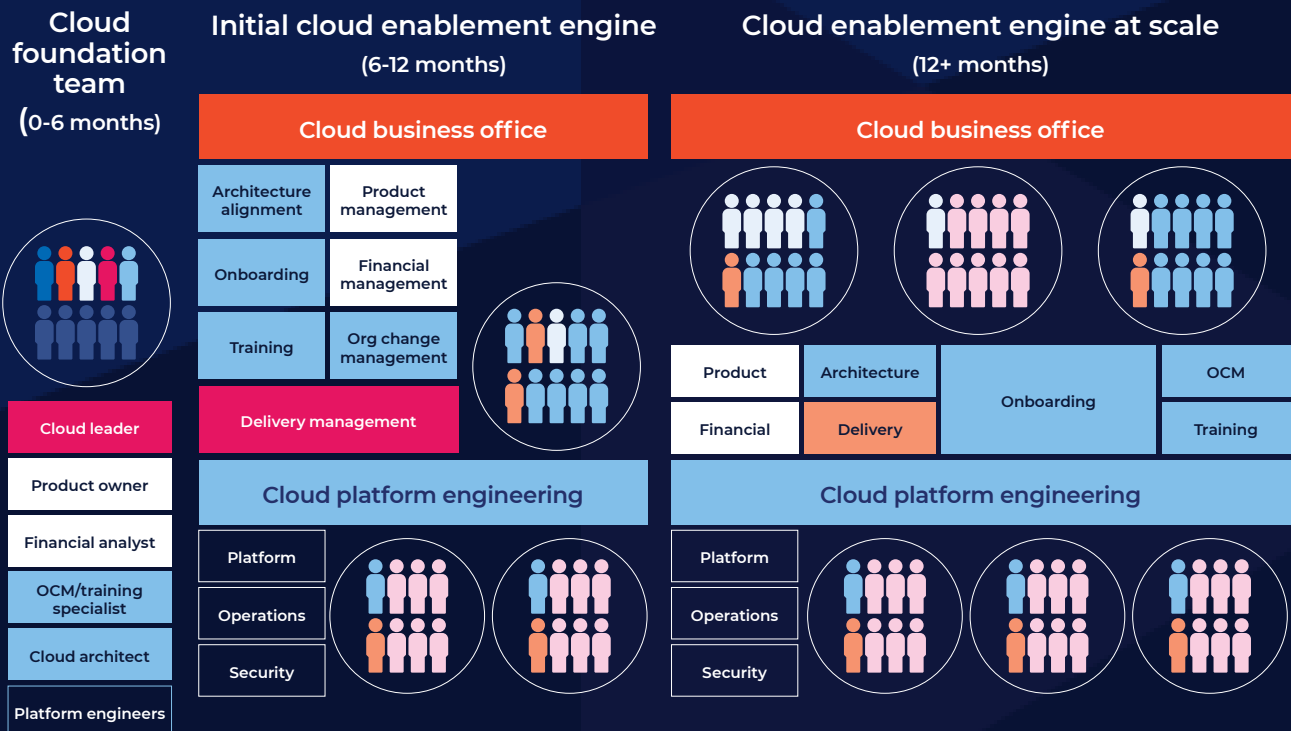 Cloud
foundation
team
(0-6 months)
Cloud leader
Product owner
Financial analyst
OCM/training
specialist
Cloud architect
Platform engineers
Initial cloud enablement engine
(6-12 months)
Cloud business office
Architecture
alignment
Product
management
Onboarding
Financial
management
Training
Org change
management
Delivery management
Cloud platform engineering
Platform
Operations
Security
Cloud enablement engine at scale
(12+ months)
Cloud business office
Product
Architecture
Onboarding
OCM
Financial
Delivery
Training
Cloud platform engineering
Platform
Operations
Security